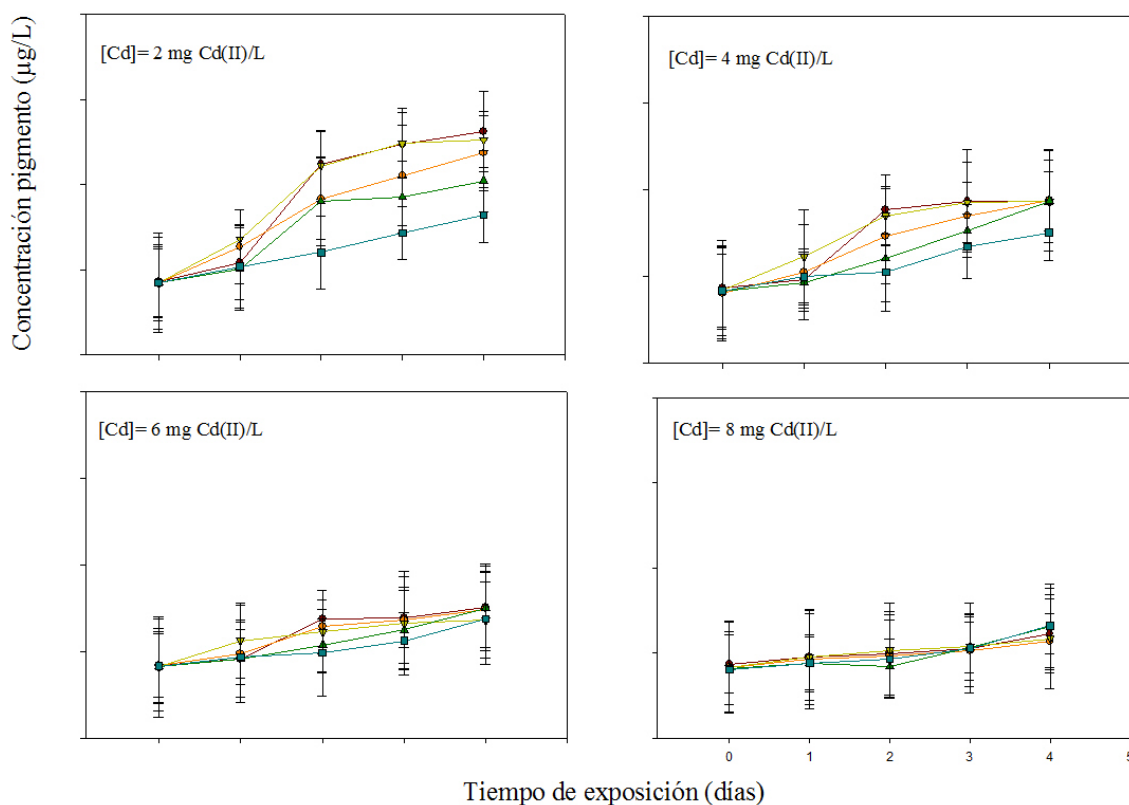 Concentración pigmento (µg/L)
[Cd]= 2 mg Cd(II)/L
[Cd]= 4 mg Cd(II)/L
[Cd]= 6 mg Cd(II)/L
[Cd]= 8 mg Cd(II)/L
0 1 2 3 4 5
Tiempo de exposición (días)